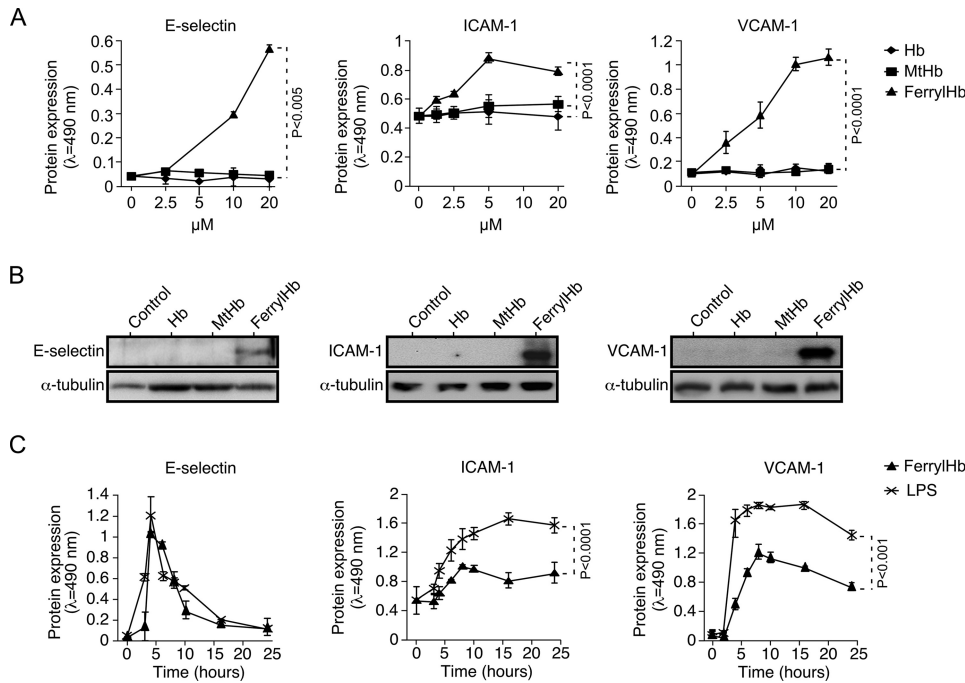 A
E-selectin
ICAM-1
VCAM-1
Protein expression
(λ=490 nm)
0.6
0.5
0.4
0.3
0.2
0.1
0
0 2.5 5 10 20
µM
P<0.005
Protein expression
(λ=490 nm)
1
0.8
0.6
0.4
0.2
0
0 2.5 5 10 20
µM
P<0.0001
Protein expression
(λ=490 nm)
1.2
1
0.8
0.6
0.4
0.2
0
0 2.5 5 10 20
µM
P<0.0001
Hb
MtHb
FerrylHb
B
Control Hb MtHb FerrylHb
E-selectin
α-tubulin
Control Hb MtHb FerrylHb
ICAM-1
α-tubulin
Control Hb MtHb FerrylHb
VCAM-1
α-tubulin
C
E-selectin
ICAM-1
VCAM-1
Protein expression
(λ=490 nm)
1.4
1.2
1
0.8
0.6
0.4
0.2
0
0 5 10 15 20 25
Time (hours)
Protein expression
(λ=490 nm)
2
1.6
1.2
0.8
0.4
0
0 5 10 15 20 25
Time (hours)
P<0.0001
Protein expression
(λ=490 nm)
2
1.6
1.2
0.8
0.4
0
0 5 10 15 20 25
Time (hours)
P<0.0001
FerrylHb
LPS